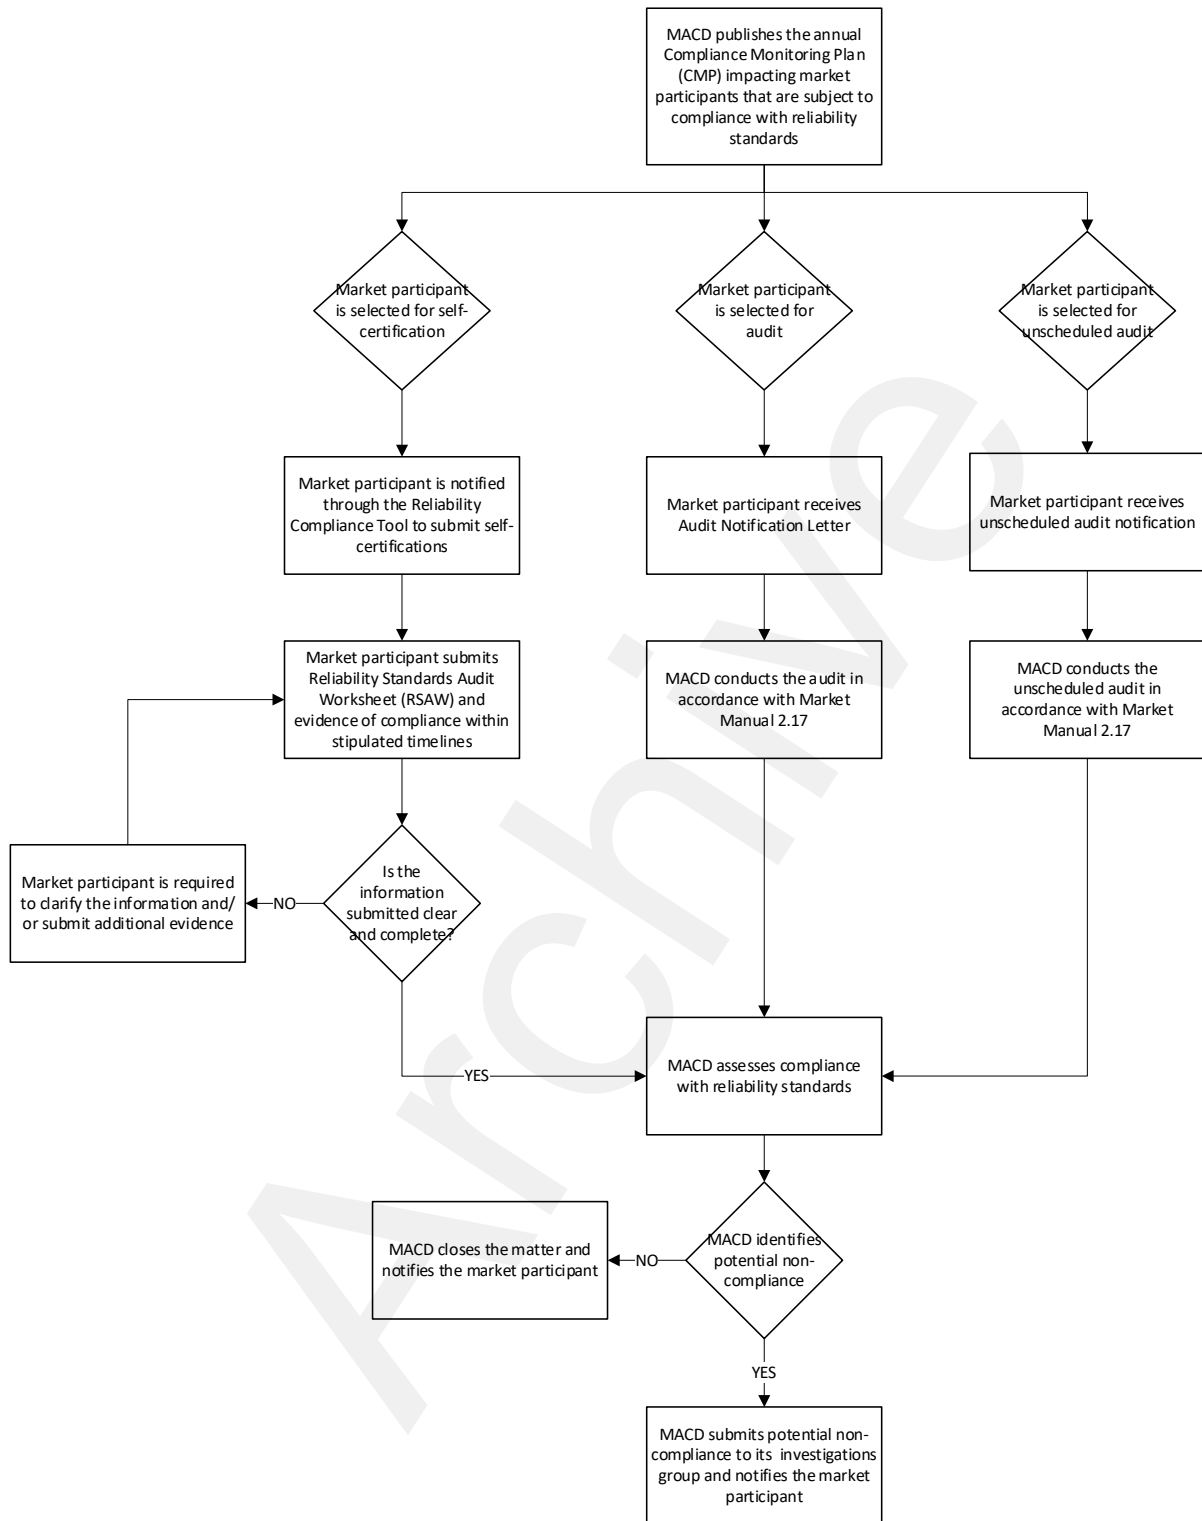 MACD publishes the annual
Compliance Monitoring Plan
(CMP) impacting market
participants that are subject to
compliance with reliability
standards
Market participant
is selected for self-
certification
Market participant
is selected for
audit
Market participant
is selected for
unscheduled audit
Market participant is notified
through the Reliability
Compliance Tool to submit self-
certifications
Market participant receives
Audit Notification Letter
Market participant receives
unscheduled audit notification
Market participant submits
Reliability Standards Audit
Worksheet (RSAW) and
evidence of compliance within
stipulated timelines
MACD conducts the audit in
accordance with Market
Manual 2.17
MACD conducts the
unscheduled audit in
accordance with Market
Manual 2.17
Market participant is required
to clarify the information and/
or submit additional evidence
NO
Is the
information
submitted clear
and complete?
YES
MACD assesses compliance
with reliability standards
MACD closes the matter and
notifies the market participant
NO
MACD identifies
potential non-
compliance
YES
MACD submits potential non-
compliance to its investigations
group and notifies the market
participant
Archive